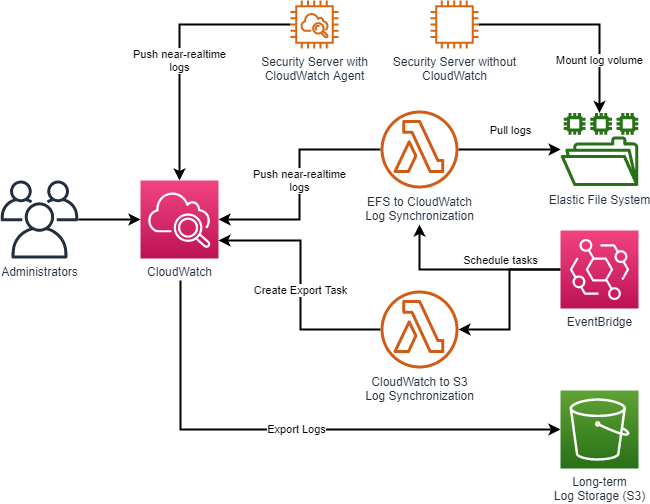 Push near-realtime
logs
Security Server with
CloudWatch Agent
Security Server without
CloudWatch
Mount log volume
Pull logs
Push near-realtime
logs
EFS to CloudWatch
Log Synchronization
Elastic File System
Administrators
CloudWatch
Schedule tasks
Create Export Task
EventBridge
CloudWatch to S3
Log Synchronization
Export Logs
Long-term
Log Storage (S3)